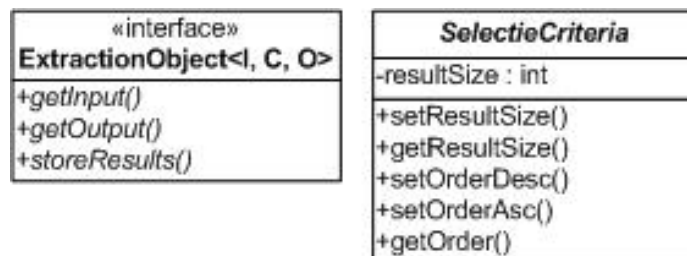 «interface»
ExtractionObject<I, C, O>
+getInput()
+getOutput()
+storeResults()
SelectieCriteria
-resultSize : int
+setResultSize()
+getResultSize()
+setOrderDesc()
+setOrderAsc()
+getOrder()